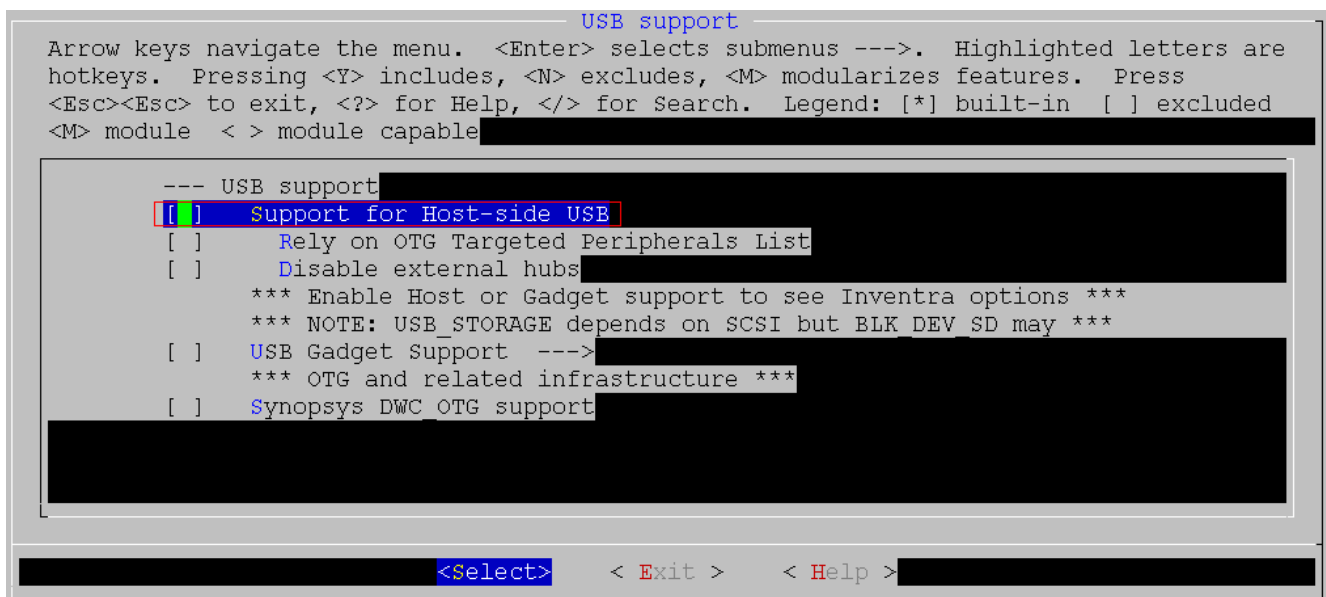 USB support
Arrow keys navigate the menu.  <Enter> selects submenus --->.  Highlighted letters are
hotkeys.  Pressing <Y> includes, <N> excludes, <M> modularizes features.  Press
<Esc><Esc> to exit, <?> for Help, </> for Search.  Legend: [*] built-in  [ ] excluded
<M> module  < > module capable
--- USB support
[ ]   Support for Host-side USB
[ ]     Rely on OTG Targeted Peripherals List
[ ]     Disable external hubs
*** Enable Host or Gadget support to see Inventra options ***
*** NOTE: USB_STORAGE depends on SCSI but BLK_DEV_SD may ***
[ ]   USB Gadget Support  --->
*** OTG and related infrastructure ***
[ ]   Synopsys DWC_OTG support
<Select>    < Exit >    < Help >